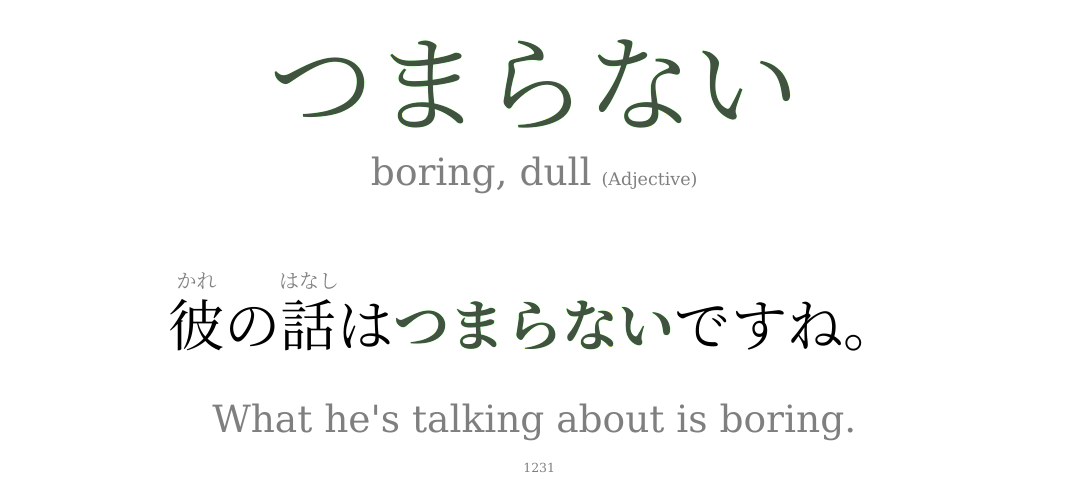 つまらない
boring, dull (Adjective)
かれ はなし
彼の話はつまらないですね。
What he's talking about is boring.
1231